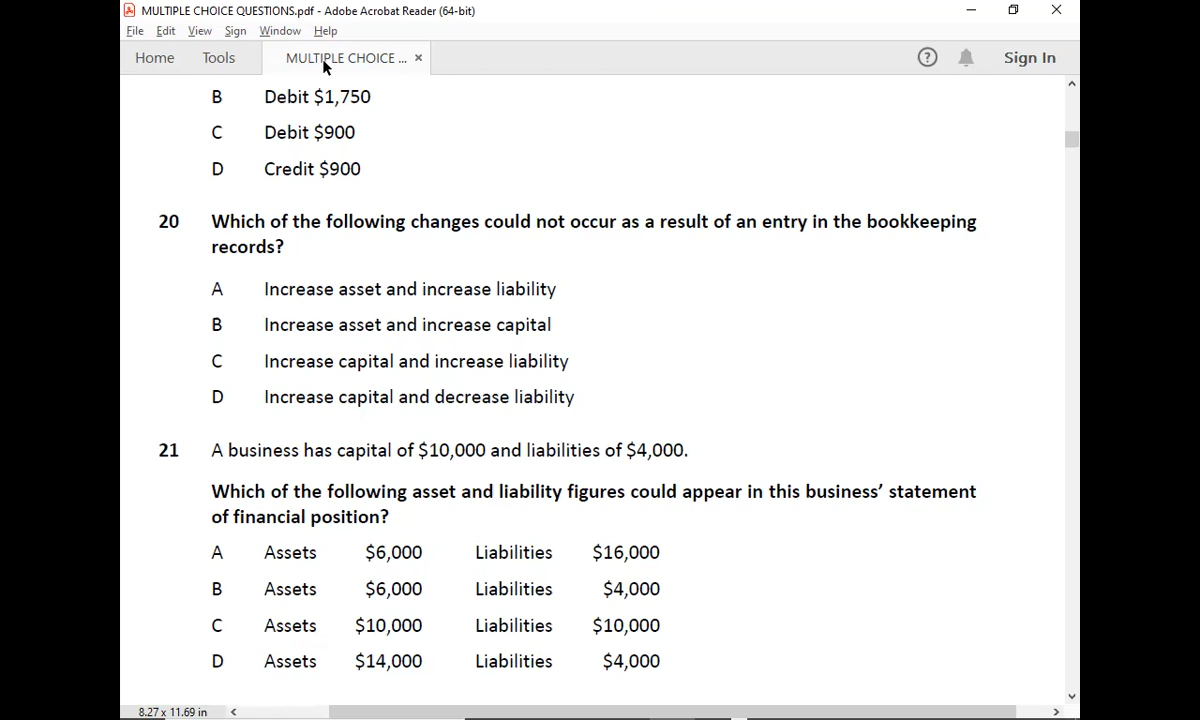 MULTIPLE CHOICE QUESTIONS.pdf - Adobe Acrobat Reader (64-bit)
File Edit View Sign Window Help
Home Tools MULTIPLE CHOICE ... × ? Sign In
B Debit $1,750
C Debit $900
D Credit $900
20 Which of the following changes could not occur as a result of an entry in the bookkeeping
records?
A Increase asset and increase liability
B Increase asset and increase capital
C Increase capital and increase liability
D Increase capital and decrease liability
21 A business has capital of $10,000 and liabilities of $4,000.
Which of the following asset and liability figures could appear in this business’ statement
of financial position?
A Assets $6,000 Liabilities $16,000
B Assets $6,000 Liabilities $4,000
C Assets $10,000 Liabilities $10,000
D Assets $14,000 Liabilities $4,000
8.27 x 11.69 in